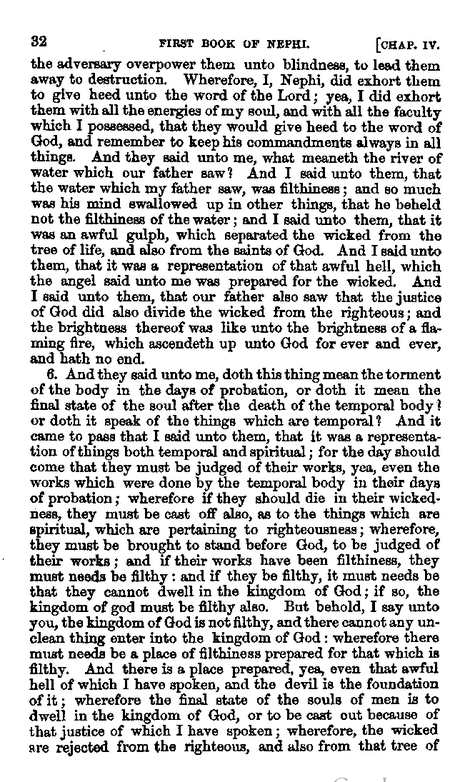 32 FIRST BOOK OF NEPHI. [CHAP. IV.
the adversary overpower them unto blindness, to lead them
away to destruction. Wherefore, I, Nephi, did exhort them
to give heed unto the word of the Lord; yea, I did exhort
them with all the energies of my soul, and with all the faculty
which I possessed, that they would give heed to the word of
God, and remember to keep his commandments always in all
things. And they said unto me, what meaneth the river of
water which our father saw? And I said unto them, that
the water which my father saw, was filthiness; and so much
was his mind swallowed up in other things, that he beheld
not the filthiness of the water; and I said unto them, that it
was an awful gulph, which separated the wicked from the
tree of life, and also from the saints of God. And I said unto
them, that it was a representation of that awful hell, which
the angel said unto me was prepared for the wicked. And
I said unto them, that our father also saw that the justice
of God did also divide the wicked from the righteous; and
the brightness thereof was like unto the brightness of a fla-
ming fire, which ascendeth up unto God for ever and ever,
and hath no end.
6. And they said unto me, doth this thing mean the torment
of the body in the days of probation, or doth it mean the
final state of the soul after the death of the temporal body?
or doth it speak of the things which are temporal? And it
came to pass that I said unto them, that it was a representa-
tion of things both temporal and spiritual; for the day should
come that they must be judged of their works, yea, even the
works which were done by the temporal body in their days
of probation; wherefore if they should die in their wicked-
ness, they must be cast off also, as to the things which are
spiritual, which are pertaining to righteousness; wherefore,
they must be brought to stand before God, to be judged of
their works; and if their works have been filthiness, they
must needs be filthy: and if they be filthy, it must needs be
that they cannot dwell in the kingdom of God; if so, the
kingdom of god must be filthy also. But behold, I say unto
you, the kingdom of God is not filthy, and there cannot any un-
clean thing enter into the kingdom of God: wherefore there
must needs be a place of filthiness prepared for that which is
filthy. And there is a place prepared, yea, even that awful
hell of which I have spoken, and the devil is the foundation
of it; wherefore the final state of the souls of men is to
dwell in the kingdom of God, or to be cast out because of
that justice of which I have spoken; wherefore, the wicked
are rejected from the righteous, and also from that tree of